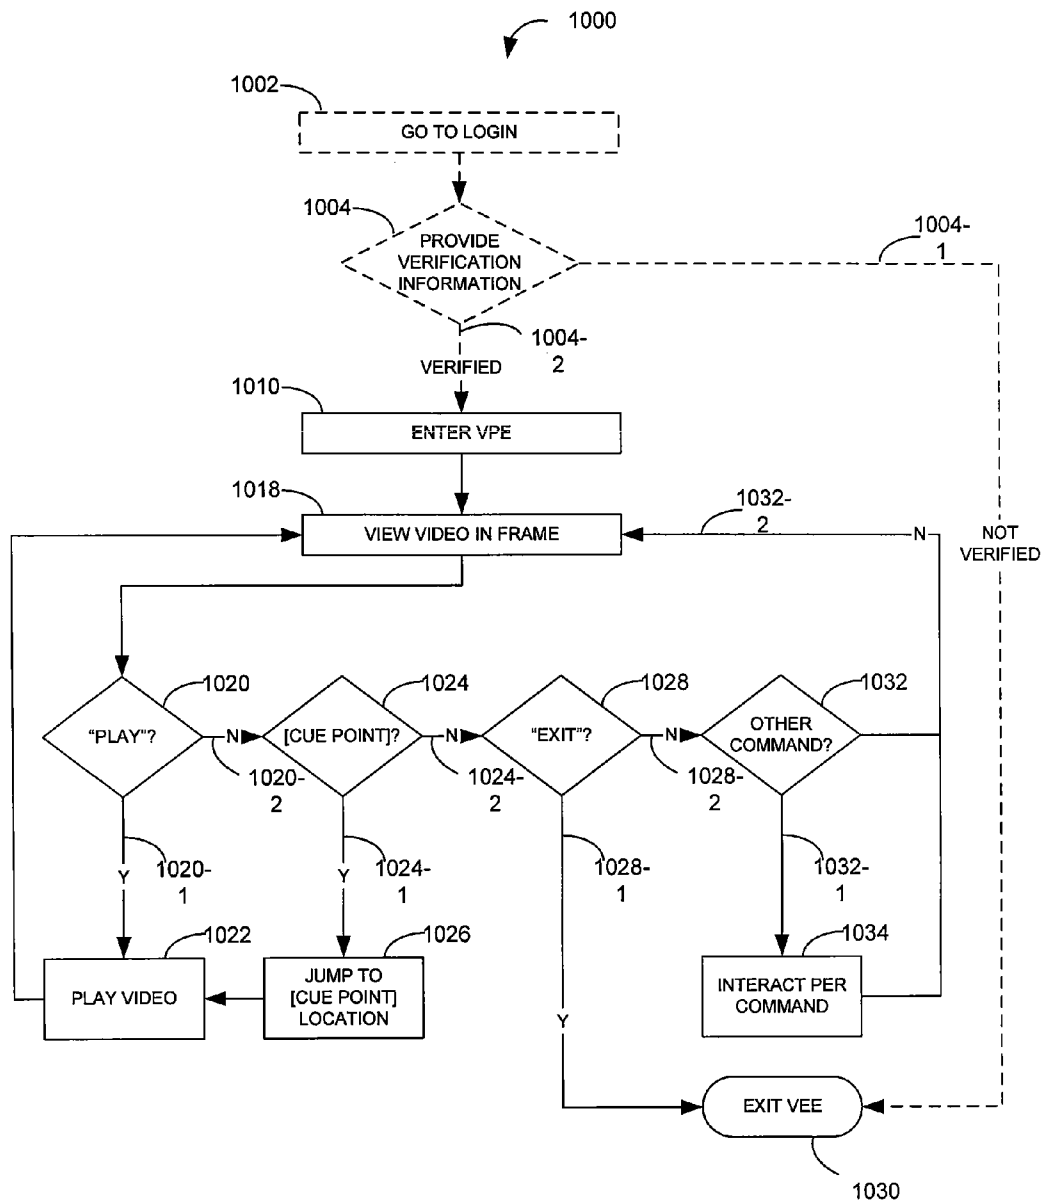 1000
1002
GO TO LOGIN
1004
PROVIDE
VERIFICATION
INFORMATION
1004-
1
1004-
2
VERIFIED
1010
ENTER VPE
1018
VIEW VIDEO IN FRAME
1032-
2
N
NOT
VERIFIED
1020
"PLAY"?
N
1020-
2
1024
[CUE POINT]?
N
1024-
2
1028
"EXIT"?
N
1028-
2
1032
OTHER
COMMAND?
Y
1020-
1
Y
1024-
1
1028-
1
1032-
1
1022
PLAY VIDEO
1026
JUMP TO
[CUE POINT]
LOCATION
1034
INTERACT PER
COMMAND
Y
EXIT VEE
1030